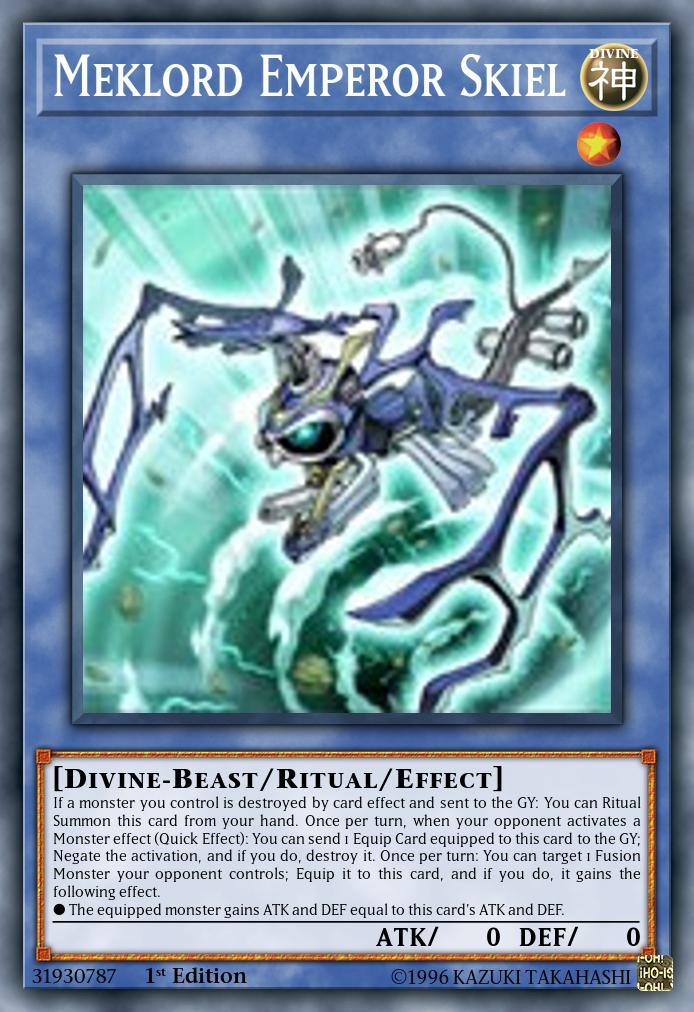 MEKLORD EMPEROR SKIEL
DIVINE
神
[DIVINE-BEAST/RITUAL/EFFECT]
If a monster you control is destroyed by card effect and sent to the GY: You can Ritual
Summon this card from your hand. Once per turn, when your opponent activates a
Monster effect (Quick Effect): You can send 1 Equip Card equipped to this card to the GY;
Negate the activation, and if you do, destroy it. Once per turn: You can target 1 Fusion
Monster your opponent controls; Equip it to this card, and if you do, it gains the
following effect.
● The equipped monster gains ATK and DEF equal to this card's ATK and DEF.
ATK/ 0 DEF/ 0
31930787 1st Edition ©1996 KAZUKI TAKAHASHI